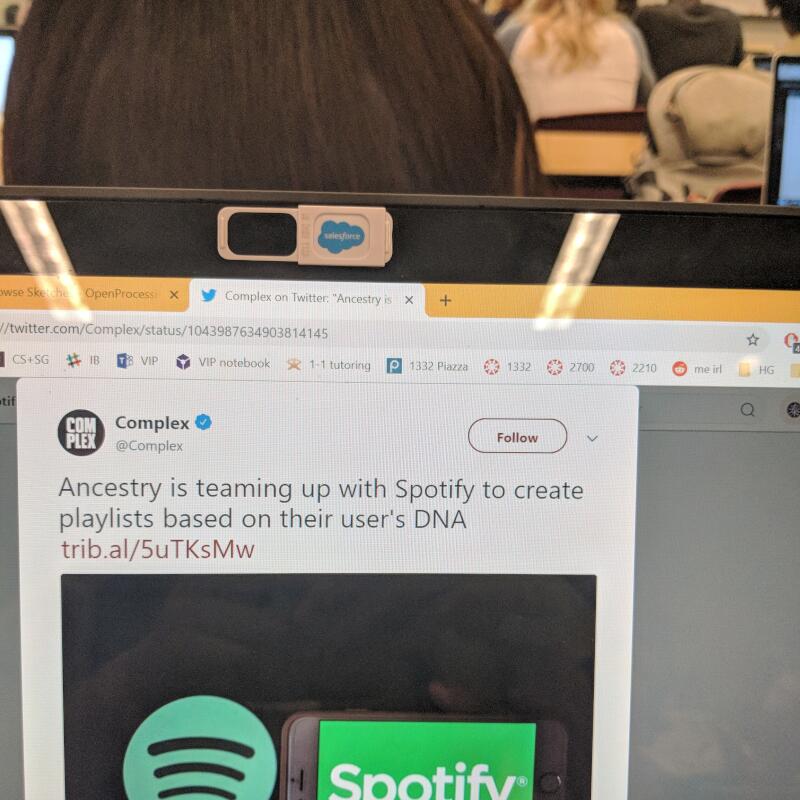 salesforce
owse Sketche OpenProcessi
Complex on Twitter: "Ancestry is
//twitter.com/Complex/status/1043987634903814145
CS+SG IB VIP VIP notebook 1-1 tutoring 1332 Piazza 1332 2700 2210 me irl HG
otif
COM
PLEX
Complex
@Complex
Follow
Ancestry is teaming up with Spotify to create
playlists based on their user's DNA
trib.al/5uTKsMw
Spotify®